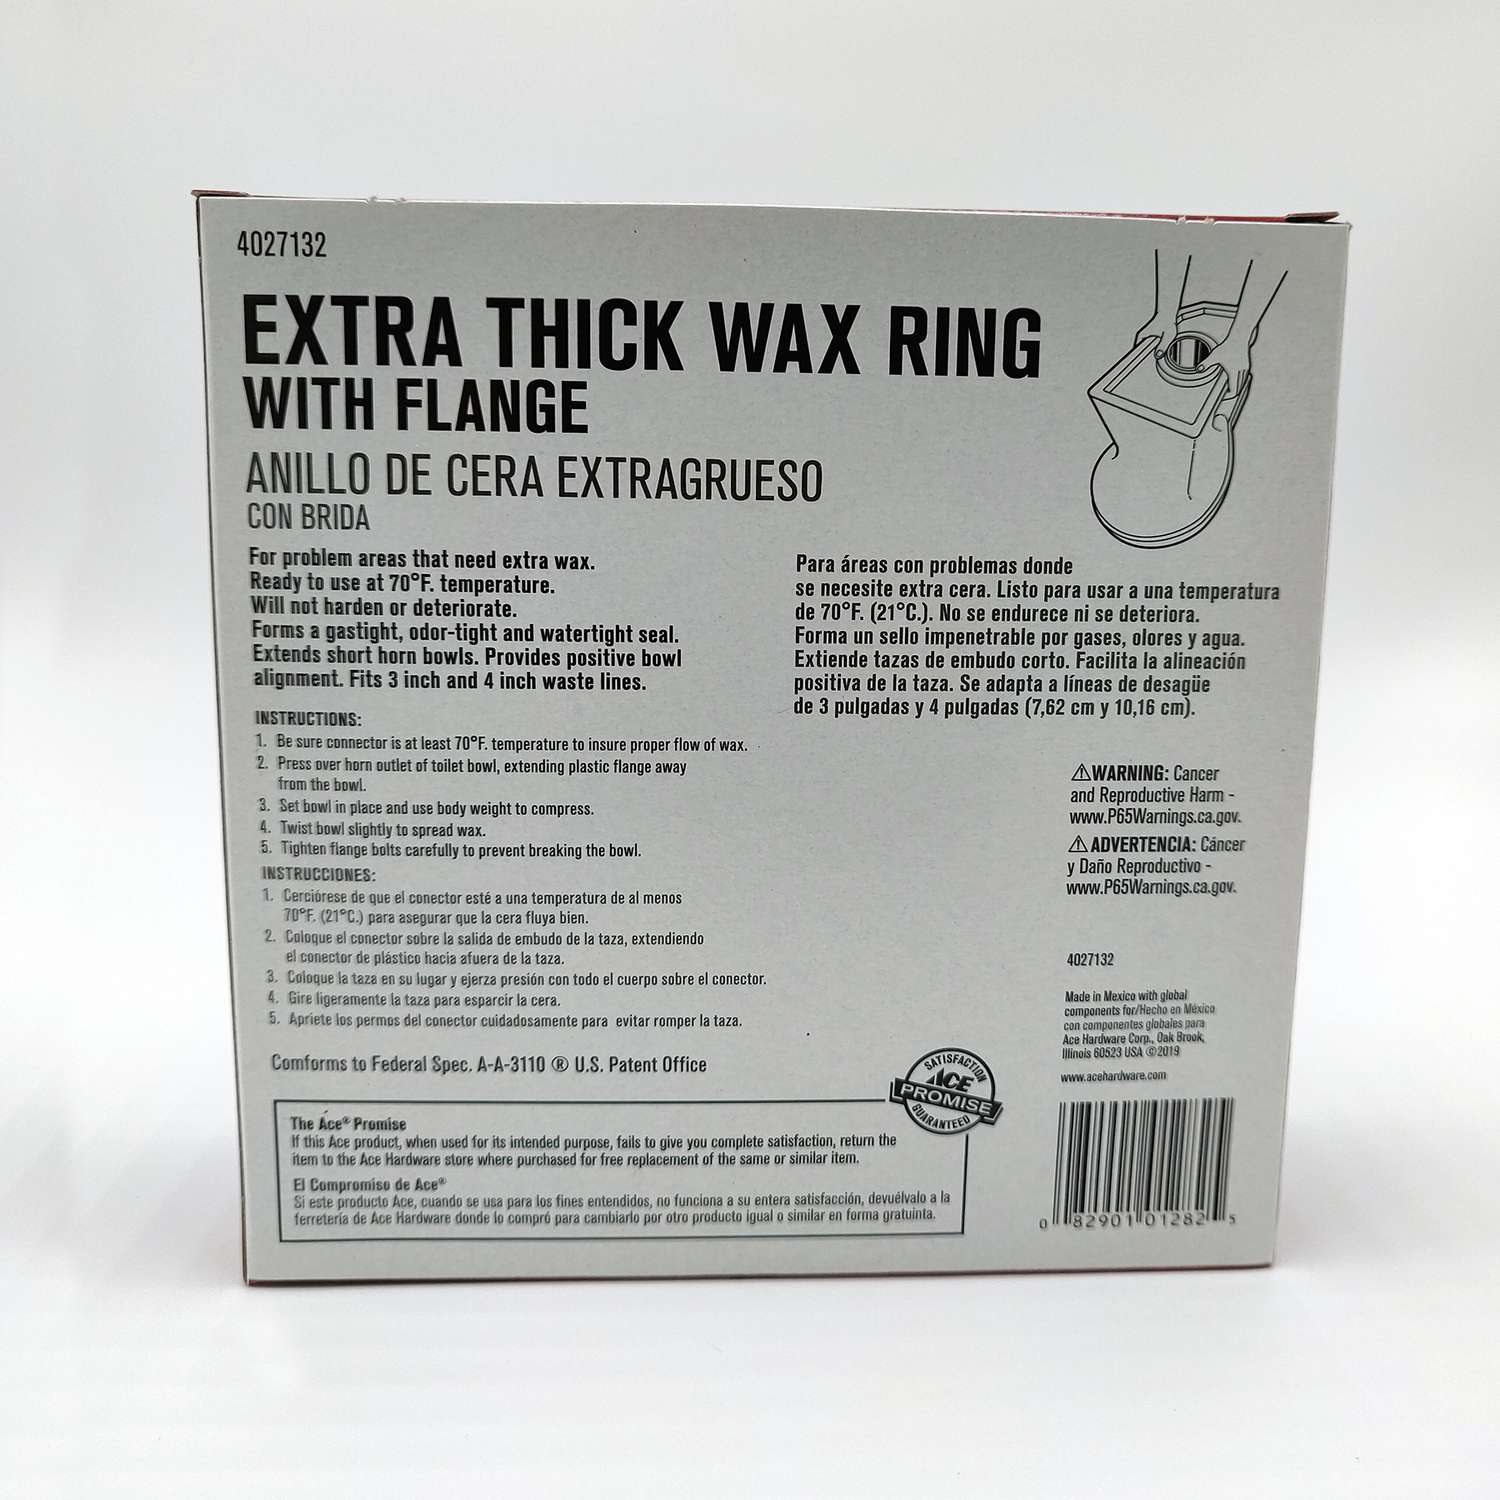 4027132
EXTRA THICK WAX RING
WITH FLANGE
ANILLO DE CERA EXTRAGRUESO
CON BRIDA
For problem areas that need extra wax.
Ready to use at 70°F. temperature.
Will not harden or deteriorate.
Forms a gastight, odor-tight and watertight seal.
Extends short horn bowls. Provides positive bowl
alignment. Fits 3 inch and 4 inch waste lines.
Para áreas con problemas donde
se necesite extra cera. Listo para usar a una temperatura
de 70°F. (21°C.). No se endurece ni se deteriora.
Forma un sello impenetrable por gases, olores y agua.
Extiende tazas de embudo corto. Facilita la alineación
positiva de la taza. Se adapta a líneas de desagüe
de 3 pulgadas y 4 pulgadas (7,62 cm y 10,16 cm).
INSTRUCTIONS:
1. Be sure connector is at least 70°F. temperature to insure proper flow of wax.
2. Press over horn outlet of toilet bowl, extending plastic flange away
from the bowl.
3. Set bowl in place and use body weight to compress.
4. Twist bowl slightly to spread wax.
5. Tighten flange bolts carefully to prevent breaking the bowl.
INSTRUCCIONES:
1. Cerciórese de que el conector esté a una temperatura de al menos
70°F. (21°C.) para asegurar que la cera fluya bien.
2. Coloque el conector sobre la salida de embudo de la taza, extendiendo
el conector de plástico hacia afuera de la taza.
3. Coloque la taza en su lugar y ejerza presión con todo el cuerpo sobre el conector.
4. Gire ligeramente la taza para esparcir la cera.
5. Apriete los permos del conector cuidadosamente para evitar romper la taza.
⚠WARNING: Cancer
and Reproductive Harm -
www.P65Warnings.ca.gov.
⚠ADVERTENCIA: Cáncer
y Daño Reproductivo -
www.P65Warnings.ca.gov.
4027132
Made in Mexico with global
components for/Hecho en México
con componentes globales para
Ace Hardware Corp., Oak Brook,
Illinois 60523 USA ©2019
www.acehardware.com
Comforms to Federal Spec. A-A-3110 ® U.S. Patent Office
SATISFACTION
ACE
PROMISE
GUARANTEED
The Ace® Promise
If this Ace product, when used for its intended purpose, fails to give you complete satisfaction, return the
item to the Ace Hardware store where purchased for free replacement of the same or similar item.
El Compromiso de Ace®
Si este producto Ace, cuando se usa para los fines entendidos, no funciona a su entera satisfacción, devuélvalo a la
ferretería de Ace Hardware donde lo compró para cambiarlo por otro producto igual o similar en forma gratuinta.
0 82901 01282 5